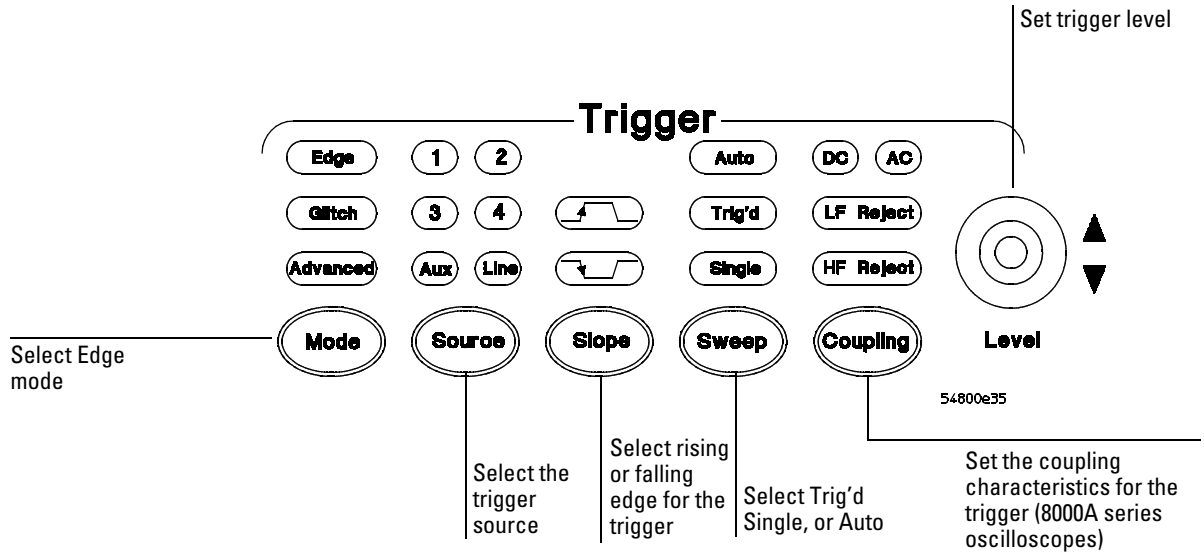 Set trigger level
Trigger
Edge 1 2 Auto DC AC
Glitch 3 4 Trig'd LF Reject
Advanced Aux Line Single HF Reject
Mode Source Slope Sweep Coupling Level
Select Edge
mode
54800e35
Select the
trigger
source
Select rising
or falling
edge for the
trigger
Select Trig'd
Single, or Auto
Set the coupling
characteristics for the
trigger (8000A series
oscilloscopes)